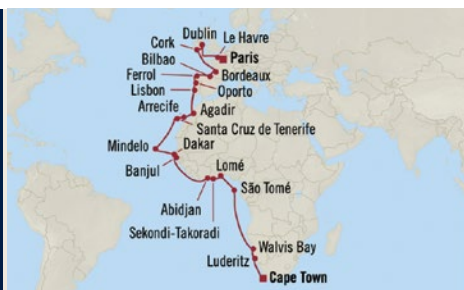 Dublin
Le Havre
Cork
Paris
Bilbao
Bordeaux
Ferrol
Oporto
Lisbon
Arrecife
Agadir
Santa Cruz de Tenerife
Mindelo
Dakar
Banjul
Lomé
São Tomé
Abidjan
Sekondi-Takoradi
Walvis Bay
Luderitz
Cape Town